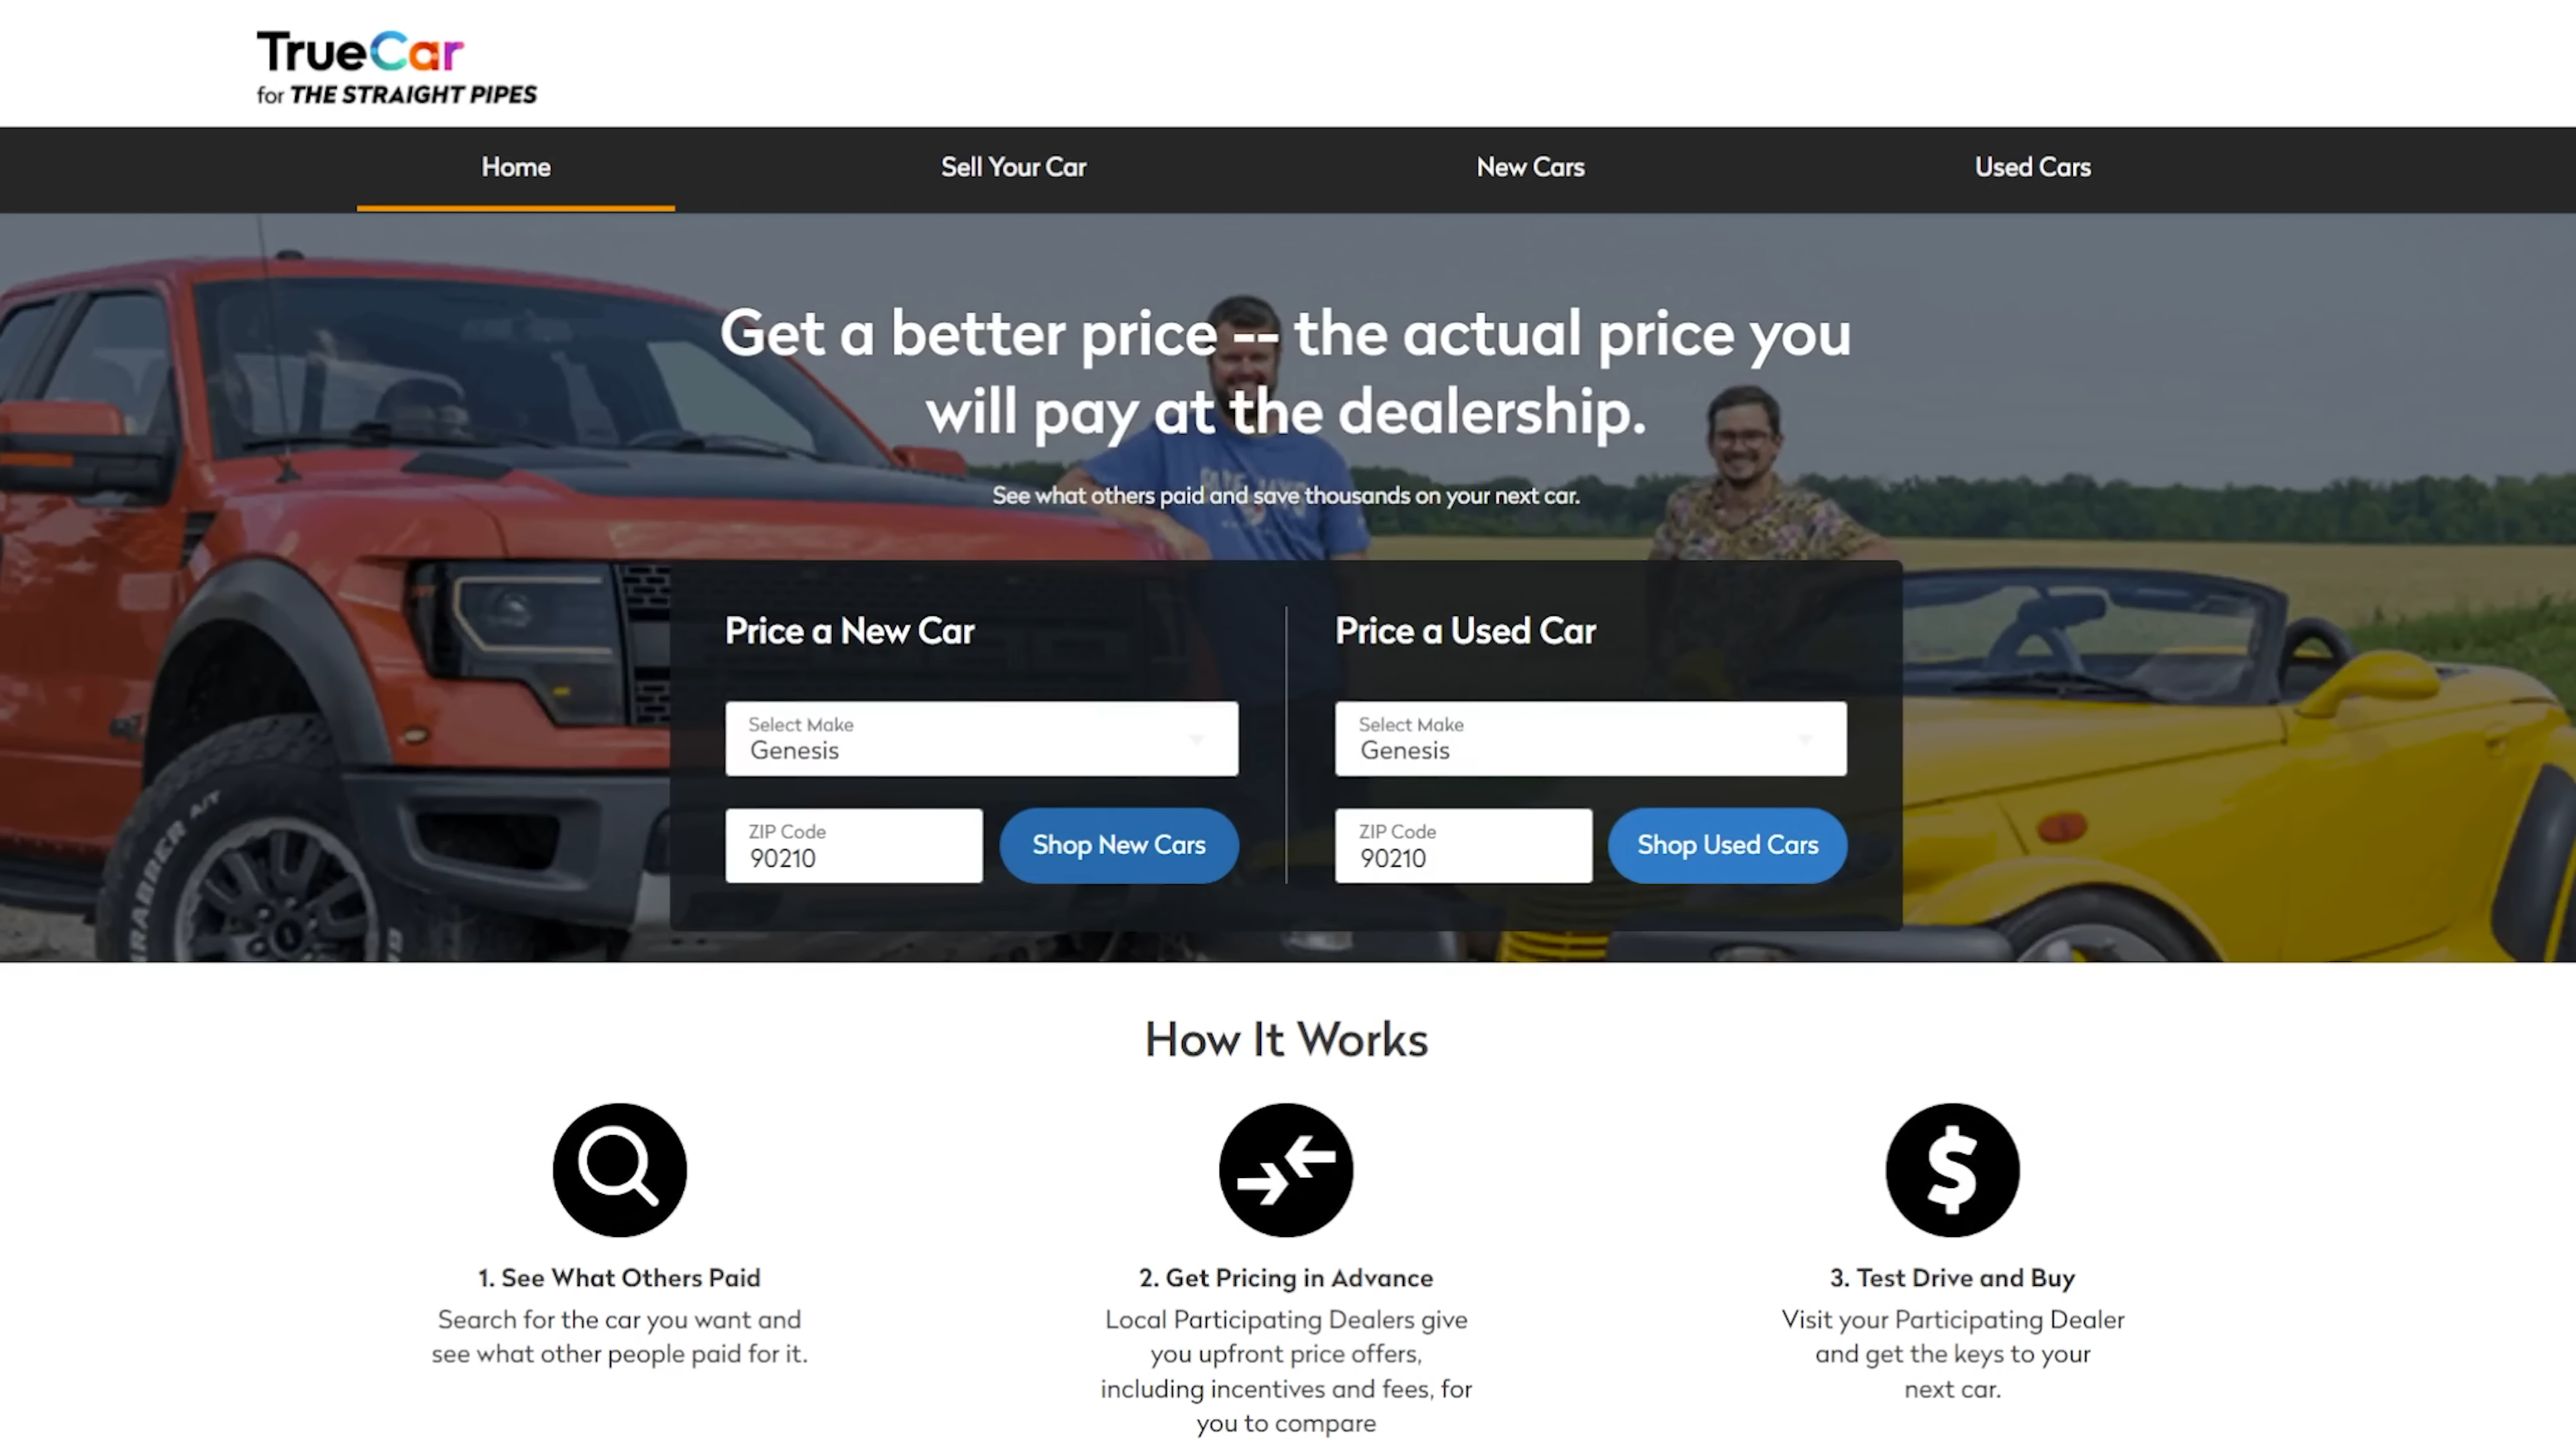 TrueCar
for THE STRAIGHT PIPES
Home
Sell Your Car
New Cars
Used Cars
Get a better price -- the actual price you
will pay at the dealership.
See what others paid and save thousands on your next car.
Price a New Car
Select Make
Genesis
ZIP Code
90210
Shop New Cars
Price a Used Car
Select Make
Genesis
ZIP Code
90210
Shop Used Cars
GRABBER A/T
How It Works
1. See What Others Paid
Search for the car you want and
see what other people paid for it.
2. Get Pricing in Advance
Local Participating Dealers give
you upfront price offers,
including incentives and fees, for
you to compare
3. Test Drive and Buy
Visit your Participating Dealer
and get the keys to your
next car.